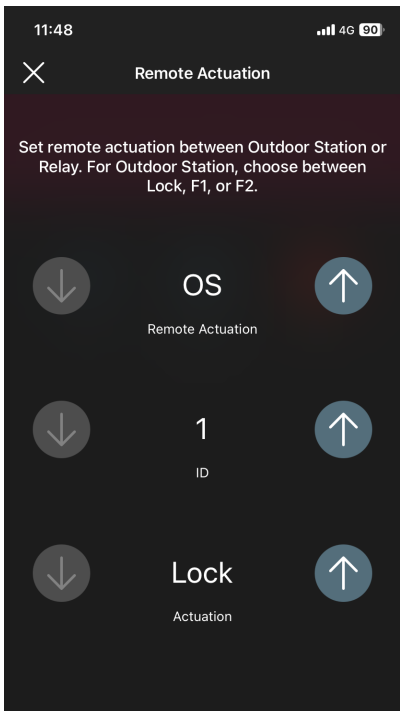 11:48
4G 90
Remote Actuation
Set remote actuation between Outdoor Station or
Relay. For Outdoor Station, choose between
Lock, F1, or F2.
OS
Remote Actuation
1
ID
Lock
Actuation